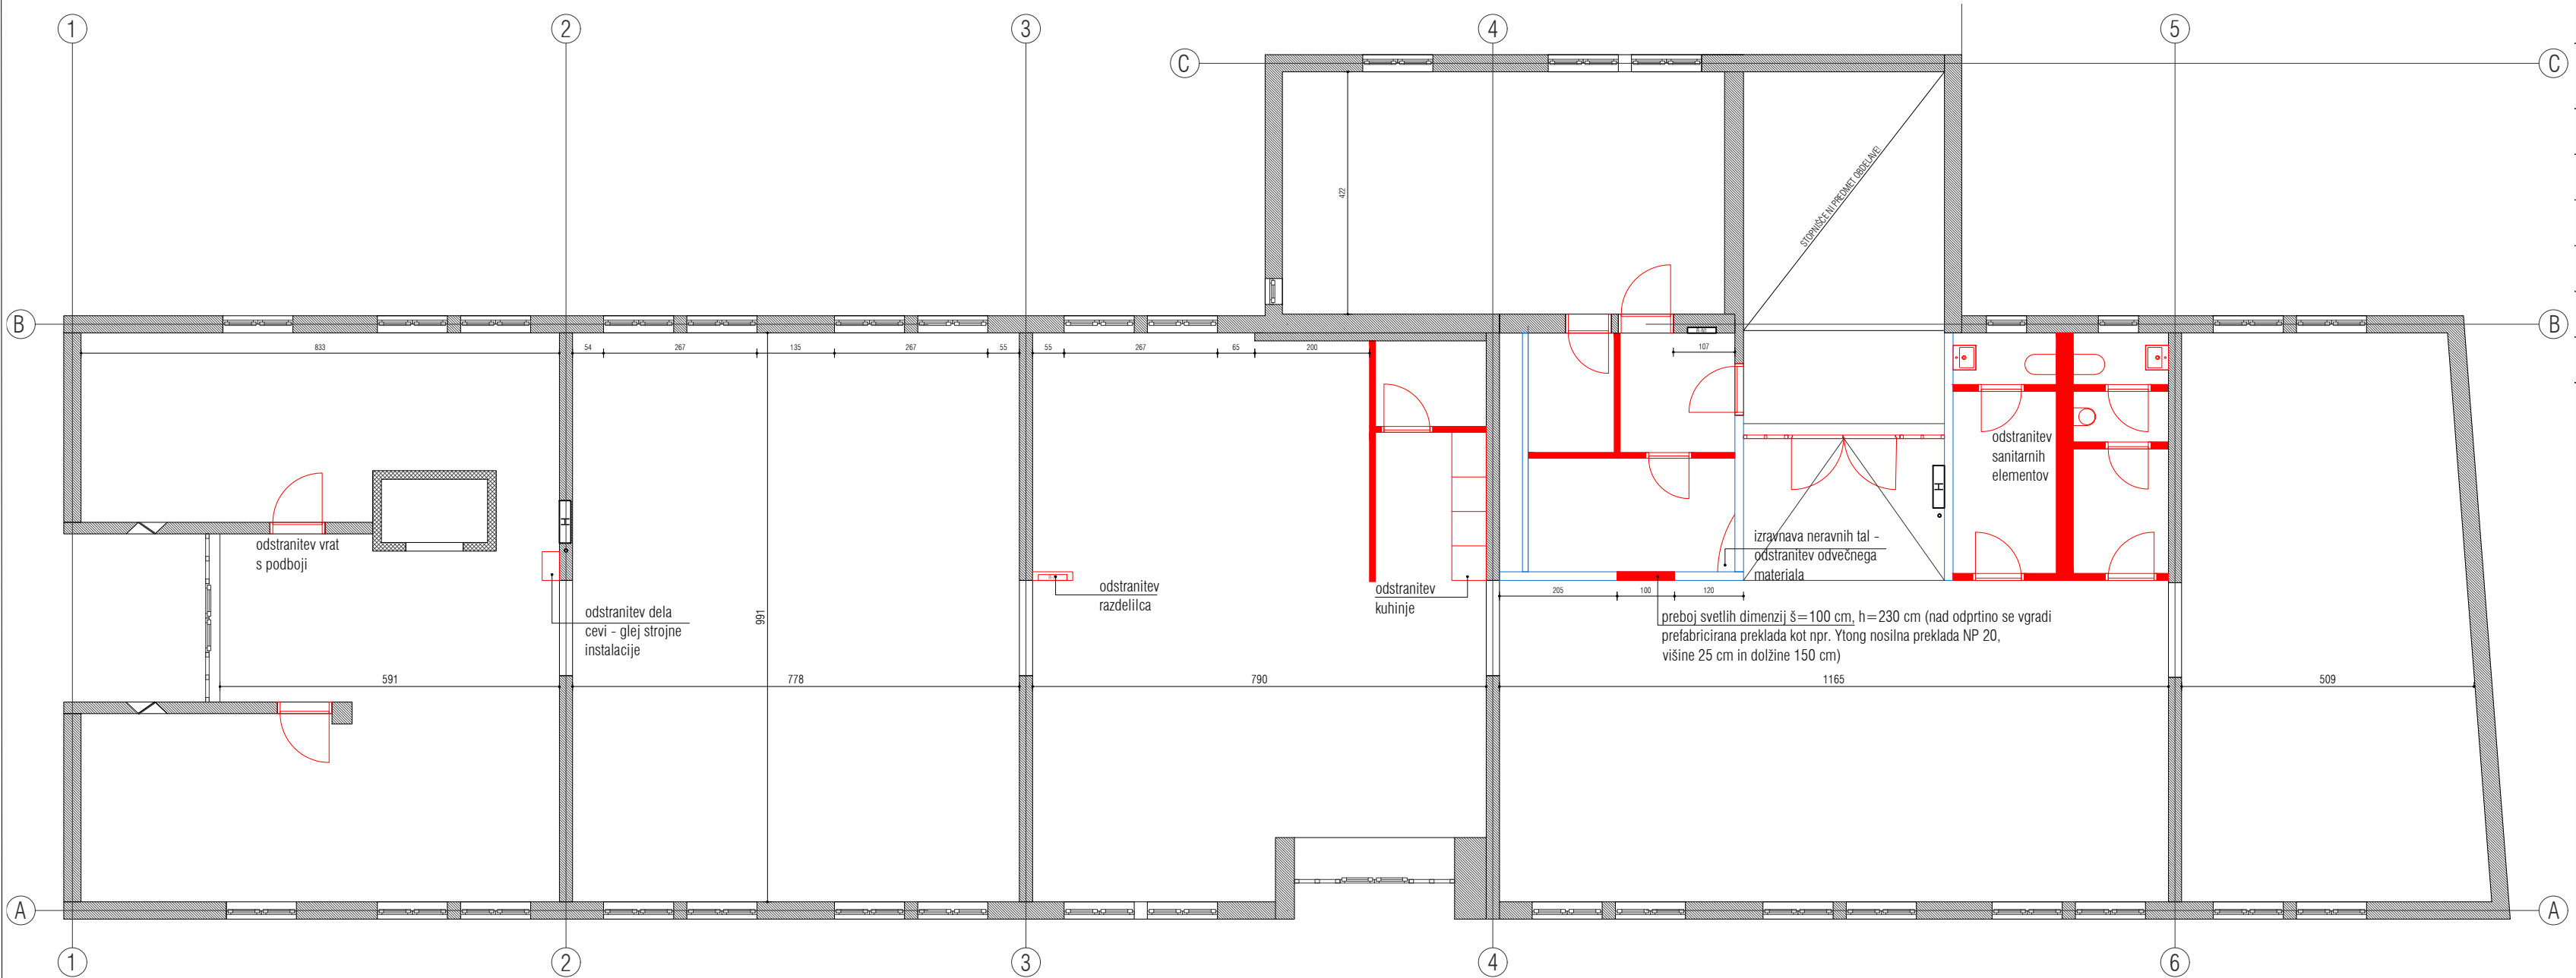 1
2
3
4
5
C
C
422
STOPNIŠČE NI PREDMET OBDELAVE!
B
B
833
54
267
135
267
55
55
267
65
200
107
odstranitev
sanitarnih
elementov
H
H
odstranitev vrat
s podboji
izravnava neravnih tal -
odstranitev odvečnega
materiala
odstranitev
razdelilca
odstranitev
kuhinje
205
100
120
odstranitev dela
cevi - glej strojne
instalacije
991
preboj svetlih dimenzij š=100 cm, h=230 cm (nad odprtino se vgradi
prefabricirana preklada kot npr. Ytong nosilna preklada NP 20,
višine 25 cm in dolžine 150 cm)
591
778
790
1165
509
A
A
1
2
3
4
6